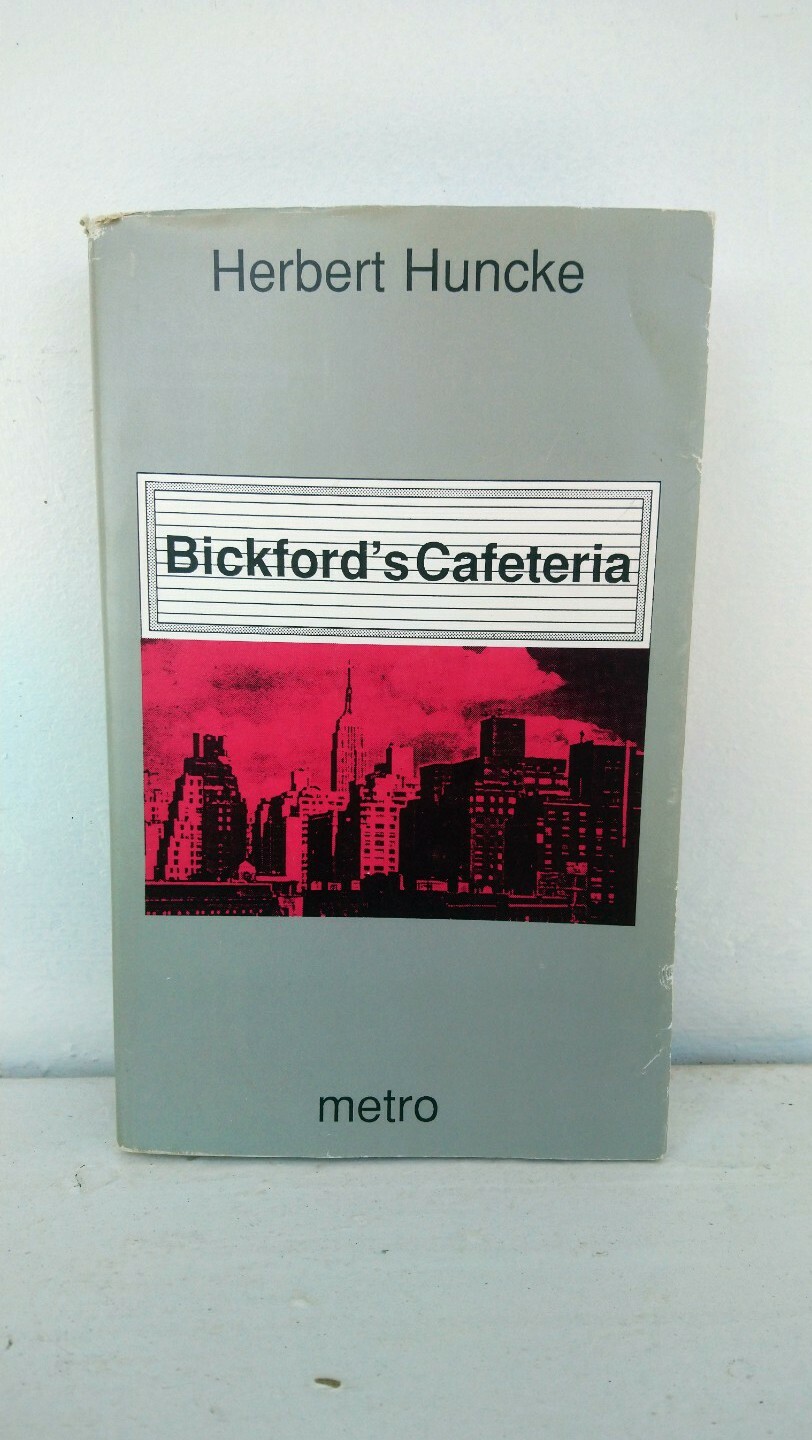 Herbert Huncke
Bickford's Cafeteria
metro